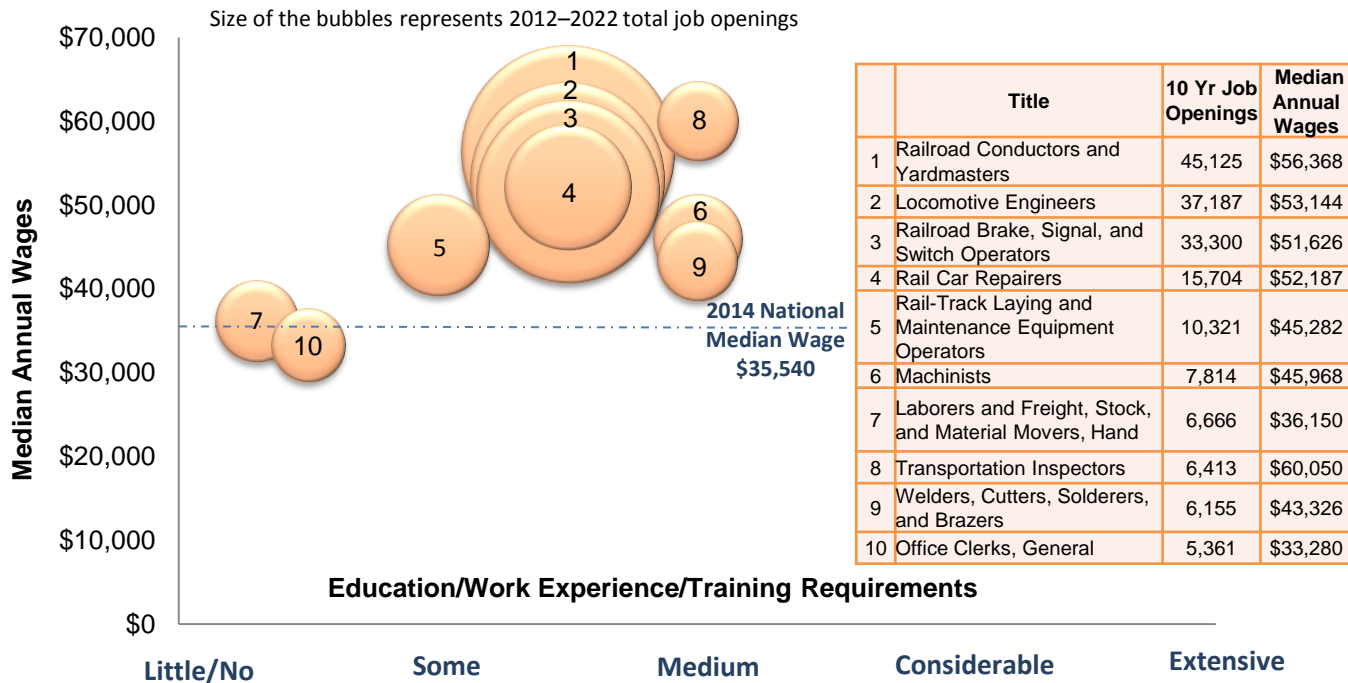 Size of the bubbles represents 2012–2022 total job openings
Median Annual Wages
$70,000
$60,000
$50,000
$40,000
$30,000
$20,000
$10,000
$0
1
2
3
4
5
6
7
8
9
10
2014 National
Median Wage
$35,540
Education/Work Experience/Training Requirements
Little/No
Some
Medium
Considerable
Extensive
Title
10 Yr Job
Openings
Median
Annual
Wages
1
Railroad Conductors and
Yardmasters
45,125
$56,368
2
Locomotive Engineers
37,187
$53,144
3
Railroad Brake, Signal, and
Switch Operators
33,300
$51,626
4
Rail Car Repairers
15,704
$52,187
5
Rail-Track Laying and
Maintenance Equipment
Operators
10,321
$45,282
6
Machinists
7,814
$45,968
7
Laborers and Freight, Stock,
and Material Movers, Hand
6,666
$36,150
8
Transportation Inspectors
6,413
$60,050
9
Welders, Cutters, Solderers,
and Brazers
6,155
$43,326
10
Office Clerks, General
5,361
$33,280